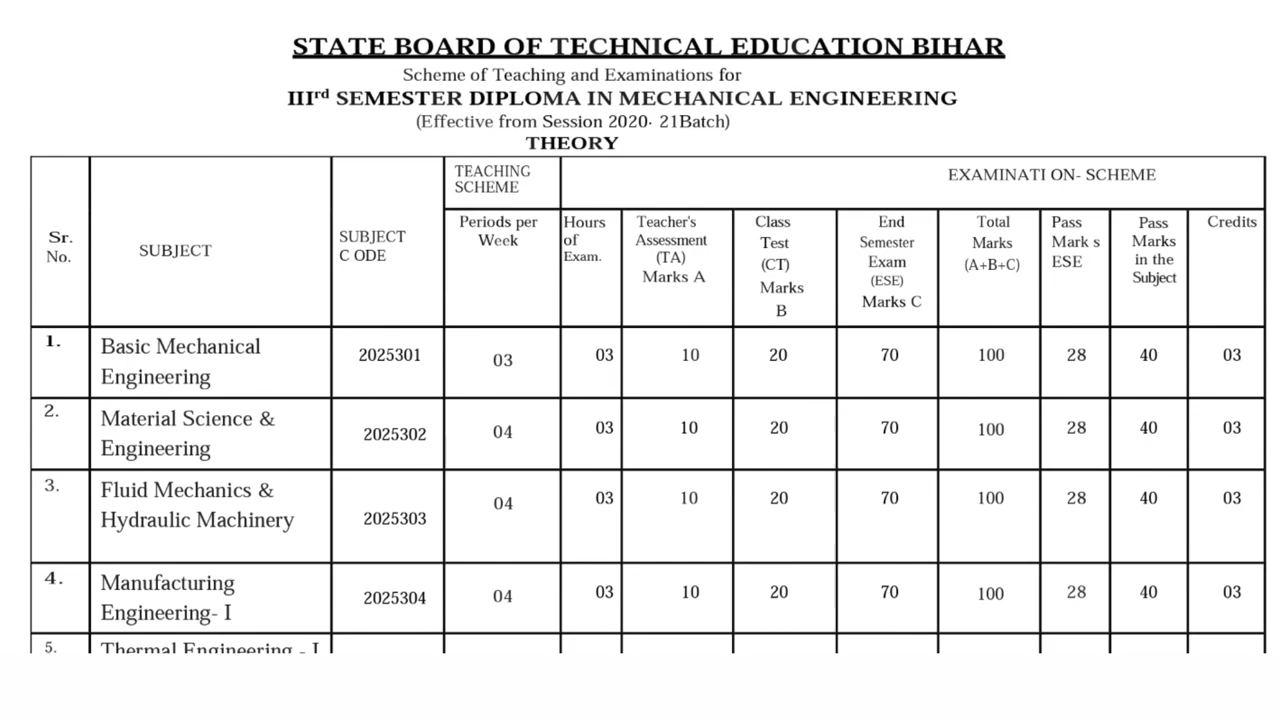 STATE BOARD OF TECHNICAL EDUCATION BIHAR
Scheme of Teaching and Examinations for
IIIrd SEMESTER DIPLOMA IN MECHANICAL ENGINEERING
(Effective from Session 2020- 21Batch)
THEORY
Sr. No. SUBJECT SUBJECT C ODE TEACHING SCHEME EXAMINATI ON- SCHEME
Periods per Week Hours of Exam. Teacher's Assessment (TA) Marks A Class Test (CT) Marks B End Semester Exam (ESE) Marks C Total Marks (A+B+C) Pass Mark s ESE Pass Marks in the Subject Credits
1. Basic Mechanical Engineering 2025301 03 03 10 20 70 100 28 40 03
2. Material Science & Engineering 2025302 04 03 10 20 70 100 28 40 03
3. Fluid Mechanics & Hydraulic Machinery 2025303 04 03 10 20 70 100 28 40 03
4. Manufacturing Engineering- I 2025304 04 03 10 20 70 100 28 40 03
5. Thermal Engineering - I